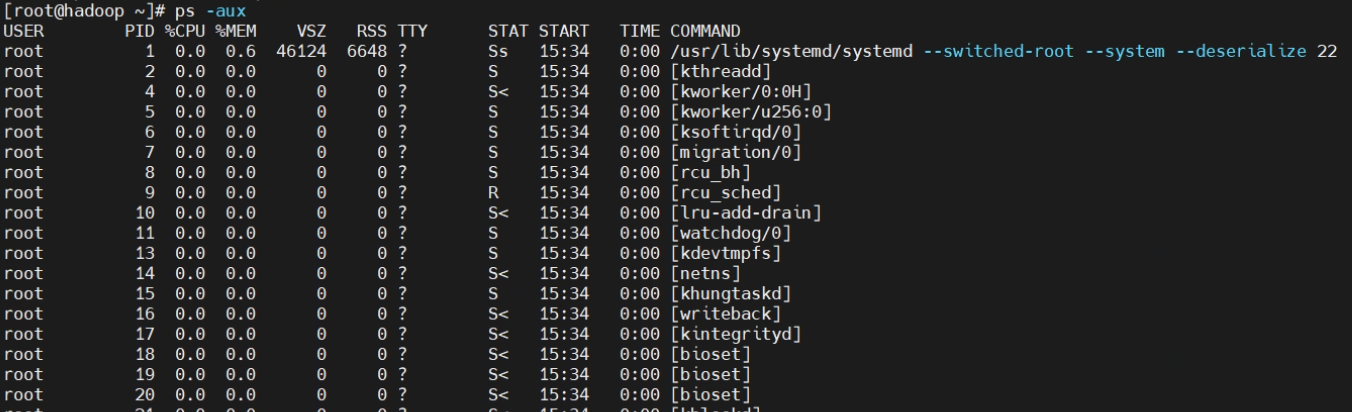 [root@hadoop ~]# ps -aux
USER PID %CPU %MEM VSZ RSS TTY STAT START TIME COMMAND
root 1 0.0 0.6 46124 6648 ? Ss 15:34 0:00 /usr/lib/systemd/systemd --switched-root --system --deserialize 22
root 2 0.0 0.0 0 0 ? S 15:34 0:00 [kthreadd]
root 4 0.0 0.0 0 0 ? S< 15:34 0:00 [kworker/0:0H]
root 5 0.0 0.0 0 0 ? S 15:34 0:00 [kworker/u256:0]
root 6 0.0 0.0 0 0 ? S 15:34 0:00 [ksoftirqd/0]
root 7 0.0 0.0 0 0 ? S 15:34 0:00 [migration/0]
root 8 0.0 0.0 0 0 ? S 15:34 0:00 [rcu_bh]
root 9 0.0 0.0 0 0 ? R 15:34 0:00 [rcu_sched]
root 10 0.0 0.0 0 0 ? S< 15:34 0:00 [lru-add-drain]
root 11 0.0 0.0 0 0 ? S 15:34 0:00 [watchdog/0]
root 13 0.0 0.0 0 0 ? S 15:34 0:00 [kdevtmpfs]
root 14 0.0 0.0 0 0 ? S< 15:34 0:00 [netns]
root 15 0.0 0.0 0 0 ? S 15:34 0:00 [khungtaskd]
root 16 0.0 0.0 0 0 ? S< 15:34 0:00 [writeback]
root 17 0.0 0.0 0 0 ? S< 15:34 0:00 [kintegrityd]
root 18 0.0 0.0 0 0 ? S< 15:34 0:00 [bioset]
root 19 0.0 0.0 0 0 ? S< 15:34 0:00 [bioset]
root 20 0.0 0.0 0 0 ? S< 15:34 0:00 [bioset]